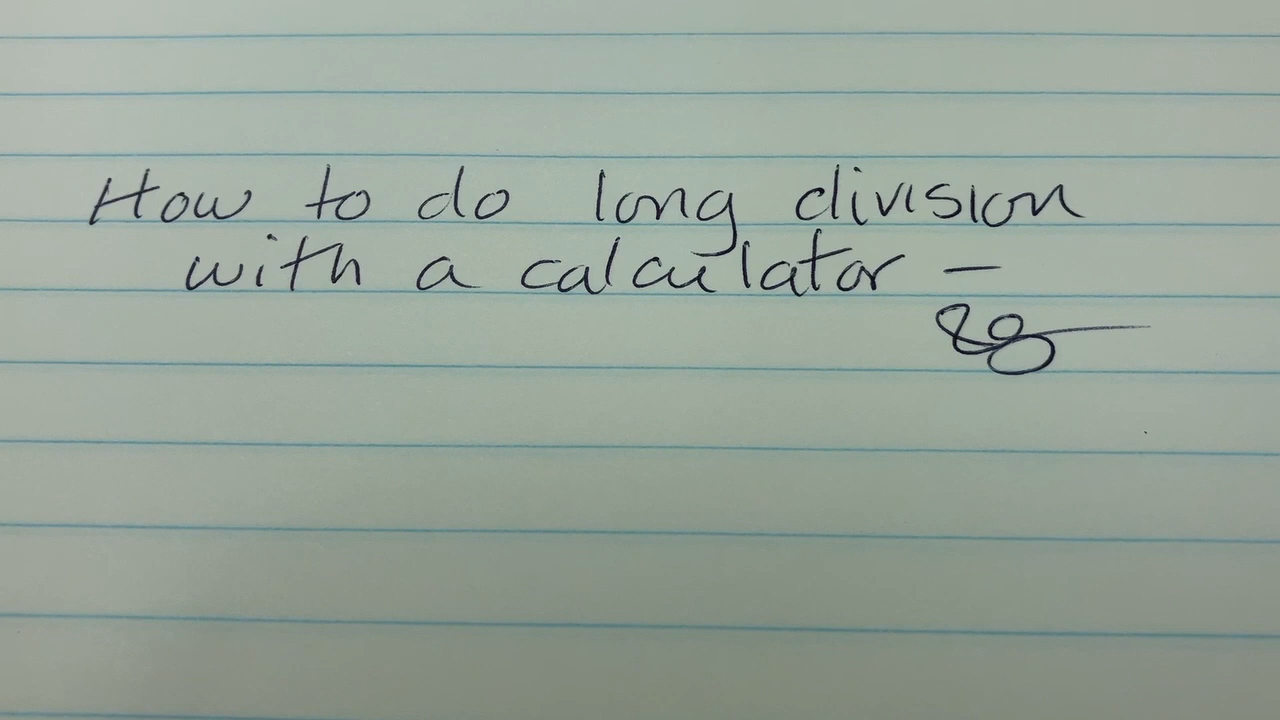 How to do long division
with a calculator —